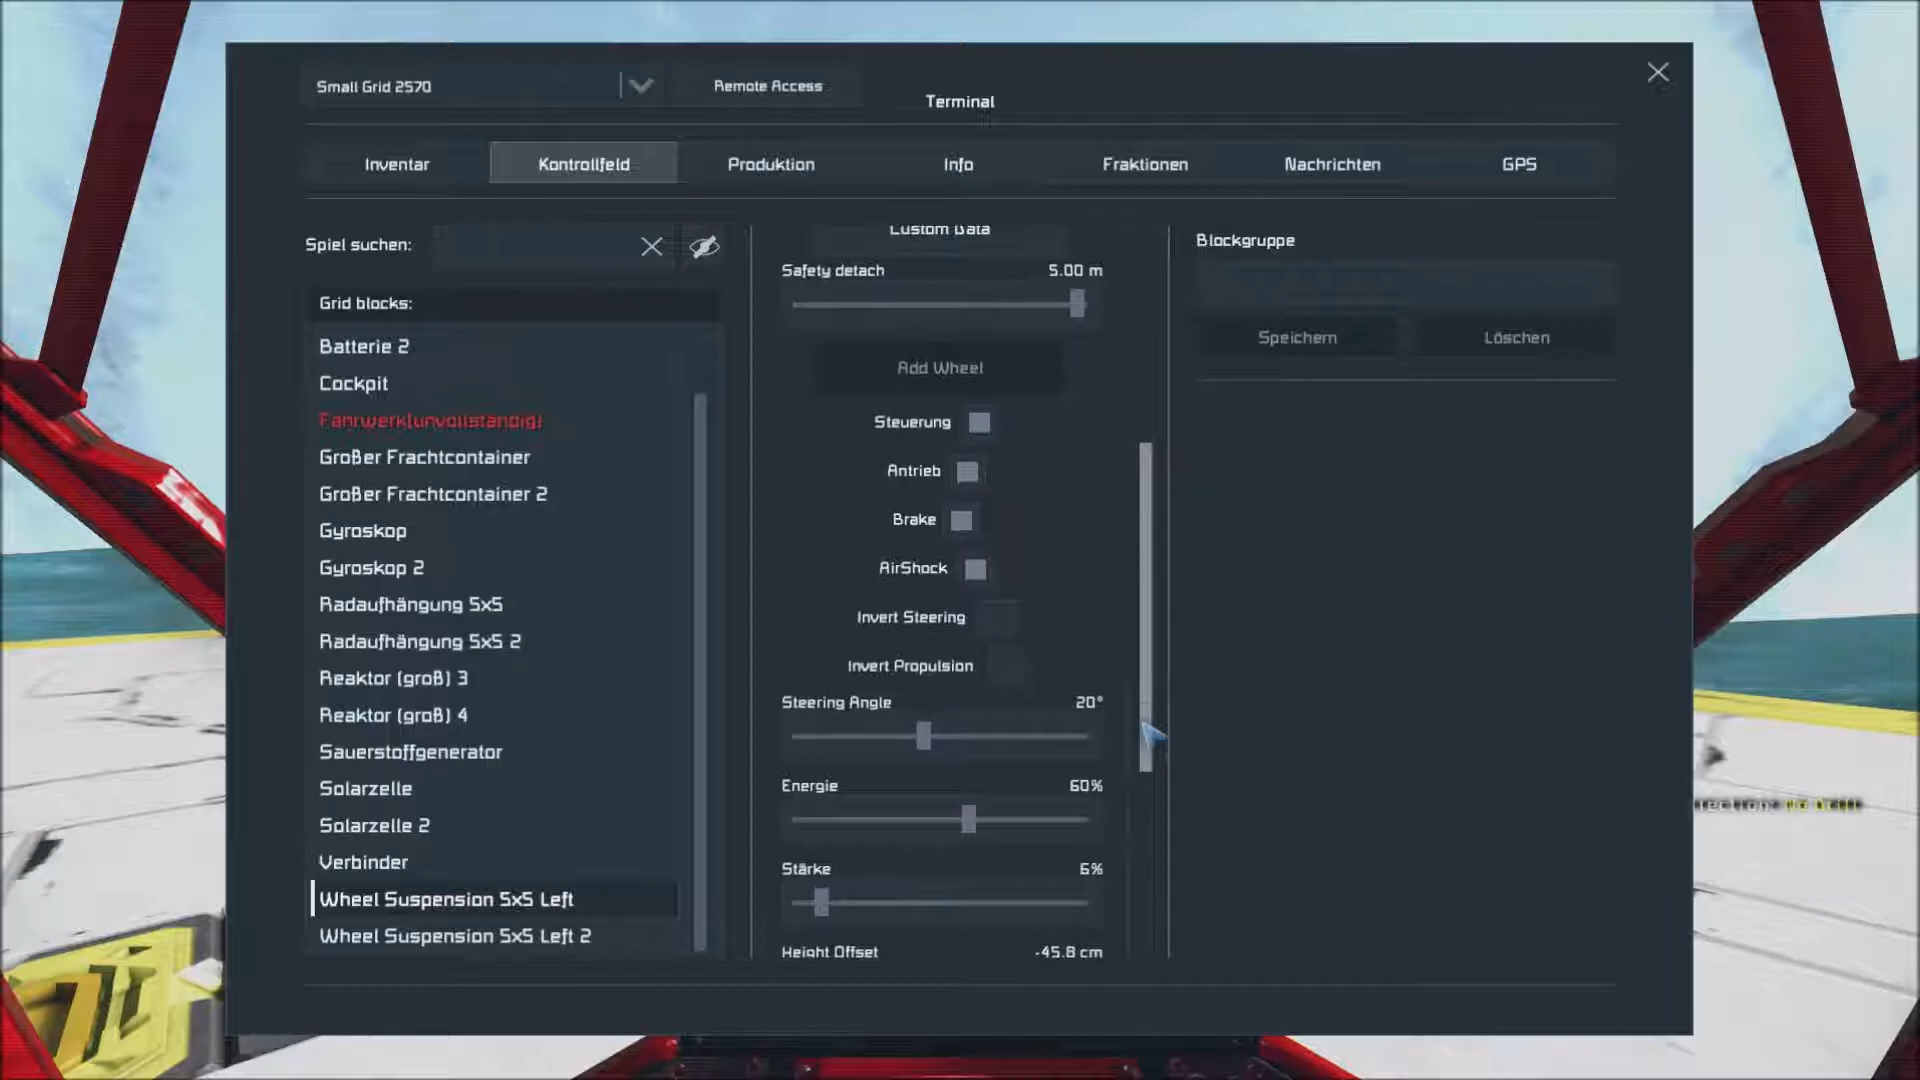 Small Grid 2570
Remote Access
Terminal
Inventar
Kontrollfeld
Produktion
Info
Fraktionen
Nachrichten
GPS
Spiel suchen:
Grid blocks:
Batterie 2
Cockpit
Fahrwerk(unvollständig)
Großer Frachtcontainer
Großer Frachtcontainer 2
Gyroskop
Gyroskop 2
Radaufhängung 5x5
Radaufhängung 5x5 2
Reaktor (groß) 3
Reaktor (groß) 4
Sauerstoffgenerator
Solarzelle
Solarzelle 2
Verbinder
Wheel Suspension 5x5 Left
Wheel Suspension 5x5 Left 2
Custom Data
Safety detach 5.00 m
Add Wheel
Steuerung
Antrieb
Brake
AirShock
Invert Steering
Invert Propulsion
Steering Angle 20°
Energie 60%
Stärke 6%
Height Offset -45.8 cm
Blockgruppe
Speichern
Löschen